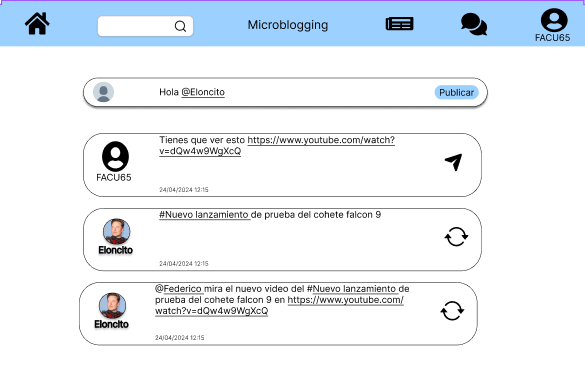 Microblogging
FACU65
Hola @Eloncito
Publicar
Tienes que ver esto https://www.youtube.com/watch?
v=dQw4w9WgXcQ
FACU65
24/04/2024 12:15
#Nuevo lanzamiento de prueba del cohete falcon 9
Eloncito
24/04/2024 12:15
@Federico mira el nuevo video del #Nuevo lanzamiento de
prueba del cohete falcon 9 en https://www.youtube.com/
watch?v=dQw4w9WgXcQ
Eloncito
24/04/2024 12:15